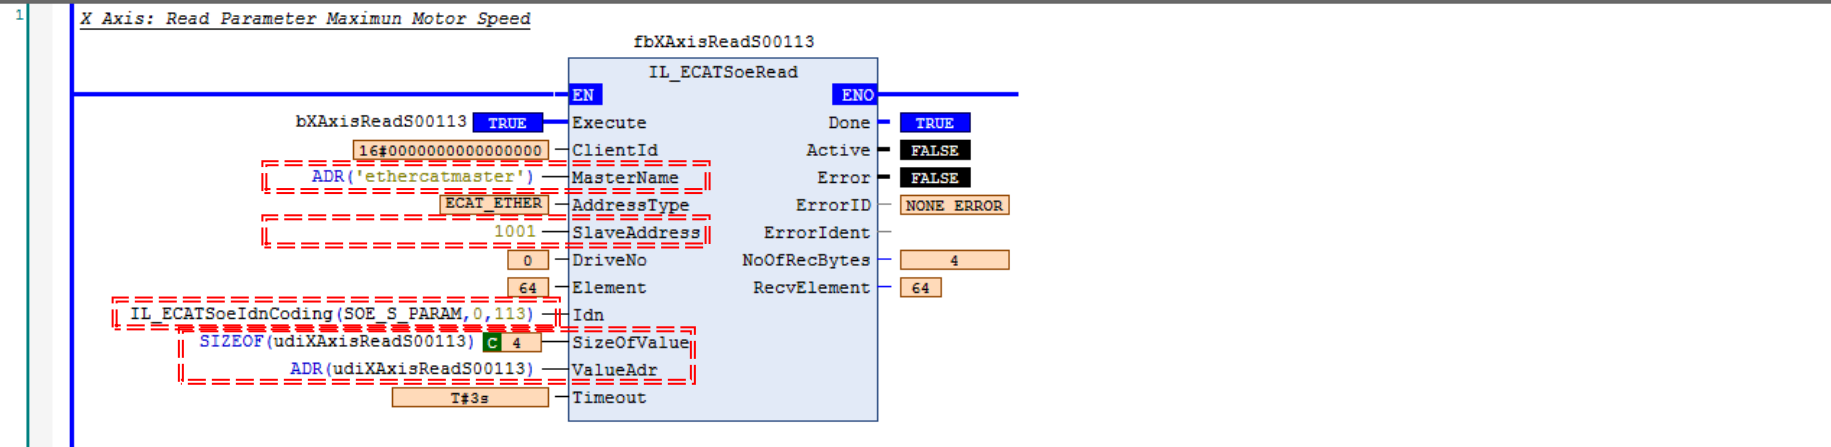 1
X Axis: Read Parameter Maximun Motor Speed
fbXAxisReadS00113
IL_ECATSoeRead
EN ENO
bXAxisReadS00113 TRUE Execute Done TRUE
16#0000000000000000 ClientId Active FALSE
ADR('ethercatmaster') MasterName Error FALSE
ECAT_ETHER AddressType ErrorID NONE ERROR
1001 SlaveAddress ErrorIdent
0 DriveNo NoOfRecBytes 4
64 Element RecvElement 64
IL_ECATSoeIdnCoding(SOE_S_PARAM,0,113) Idn
SIZEOF(udiXAxisReadS00113) C 4 SizeOfValue
ADR(udiXAxisReadS00113) ValueAdr
T#3s Timeout